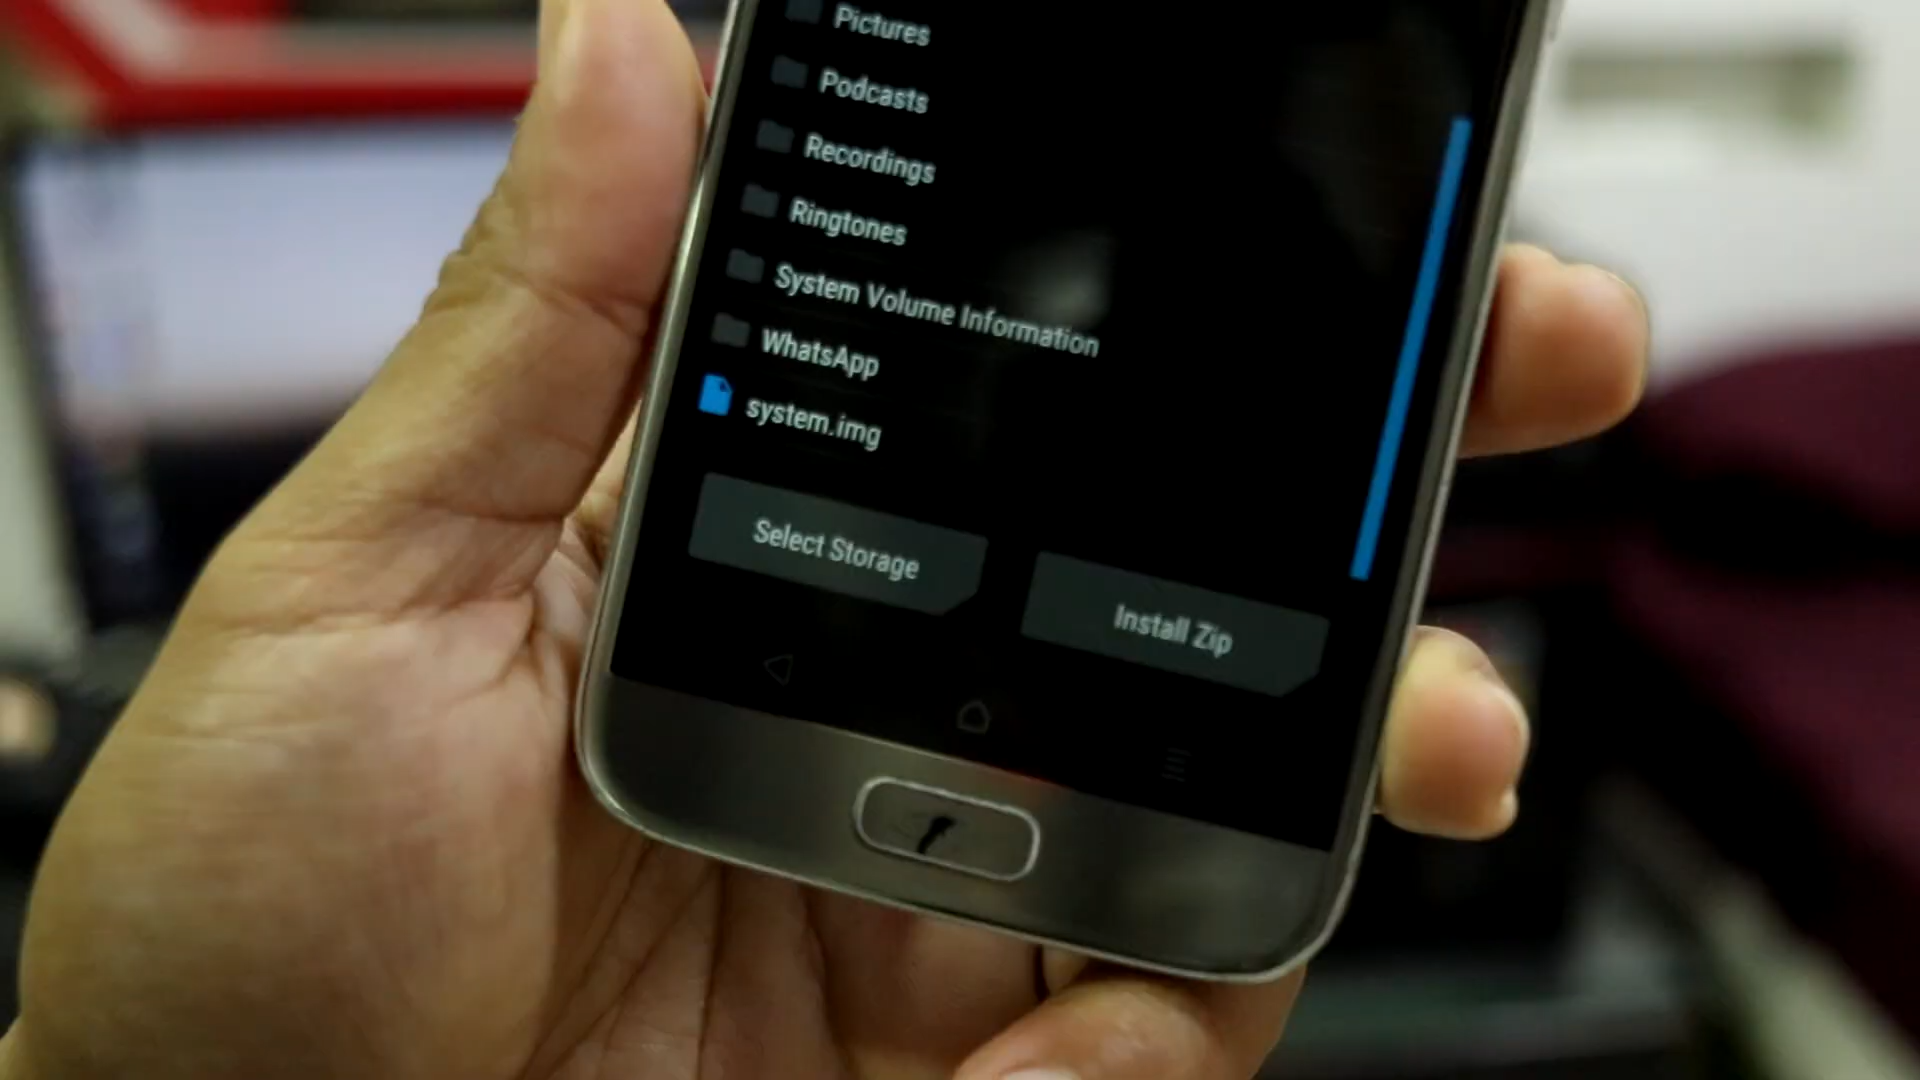 Pictures
Podcasts
Recordings
Ringtones
System Volume Information
WhatsApp
system.img
Select Storage
Install Zip